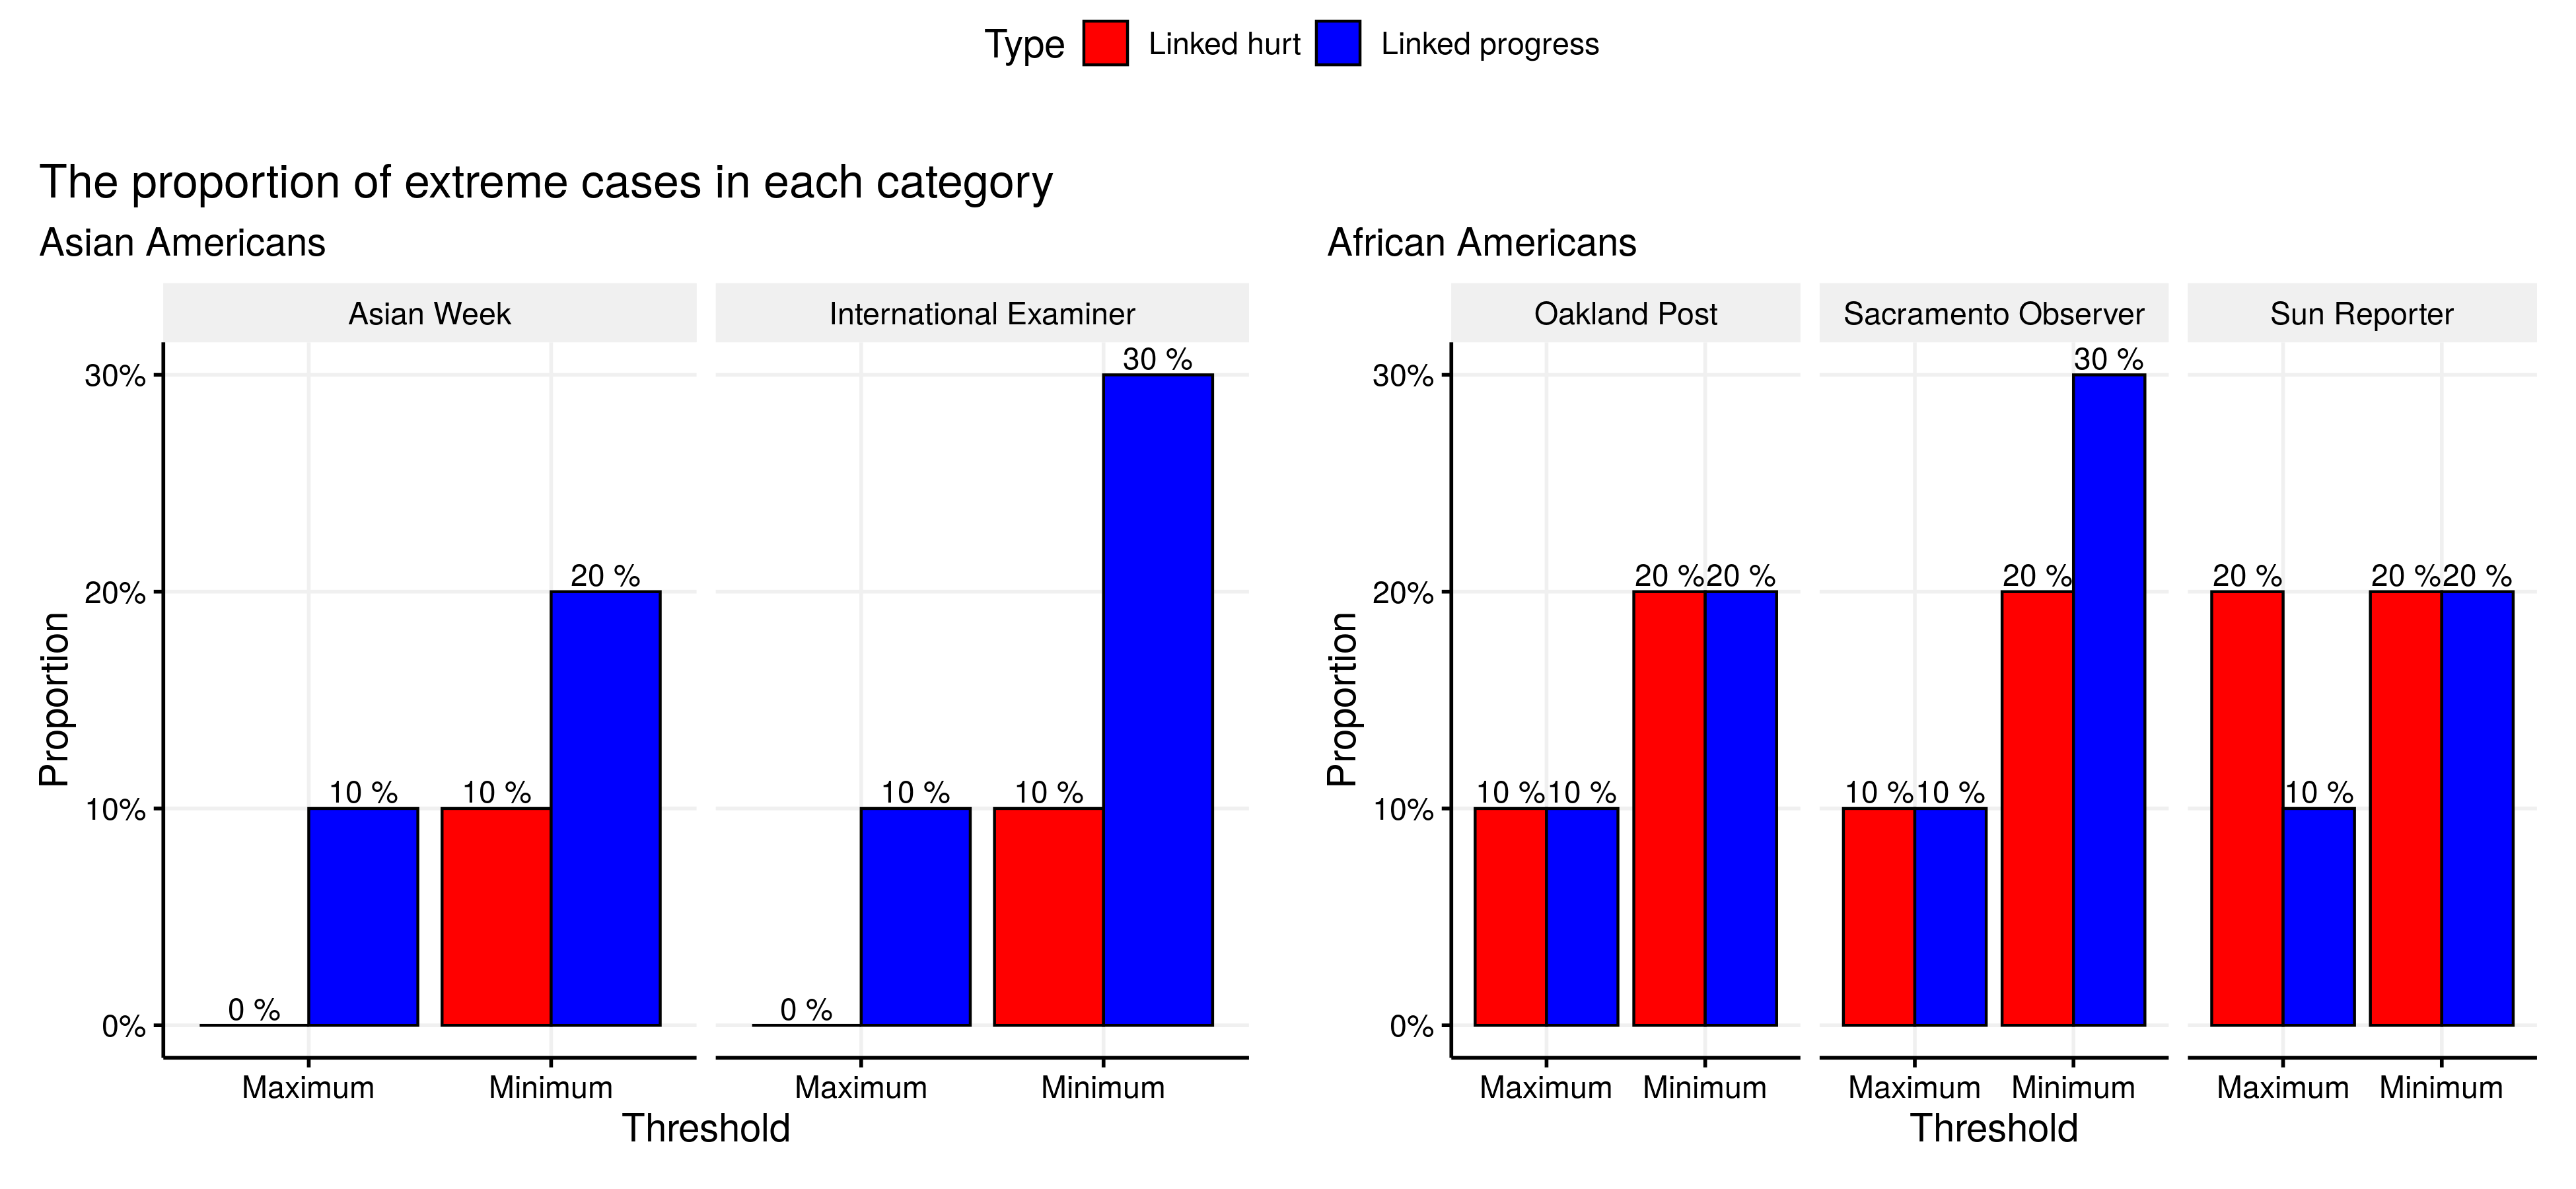 Type Linked hurt Linked progress
The proportion of extreme cases in each category
Asian Americans
Asian Week International Examiner
Proportion
30%
20%
10%
0%
0 % 10 % 10 % 20 %
0 % 10 % 10 % 30 %
Maximum Minimum Maximum Minimum
Threshold
African Americans
Oakland Post Sacramento Observer Sun Reporter
Proportion
30%
20%
10%
0%
10 % 10 % 20 % 20 %
10 % 10 % 20 % 30 %
20 % 10 % 20 % 20 %
Maximum Minimum Maximum Minimum Maximum Minimum
Threshold